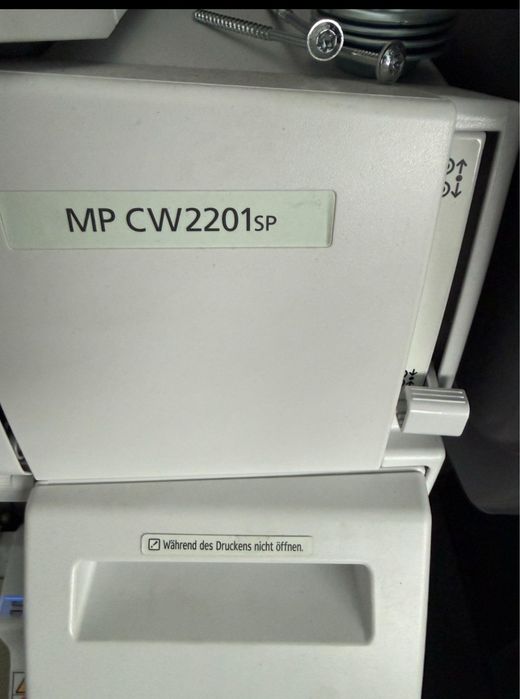 MP CW2201SP
Während des Druckens nicht öffnen.